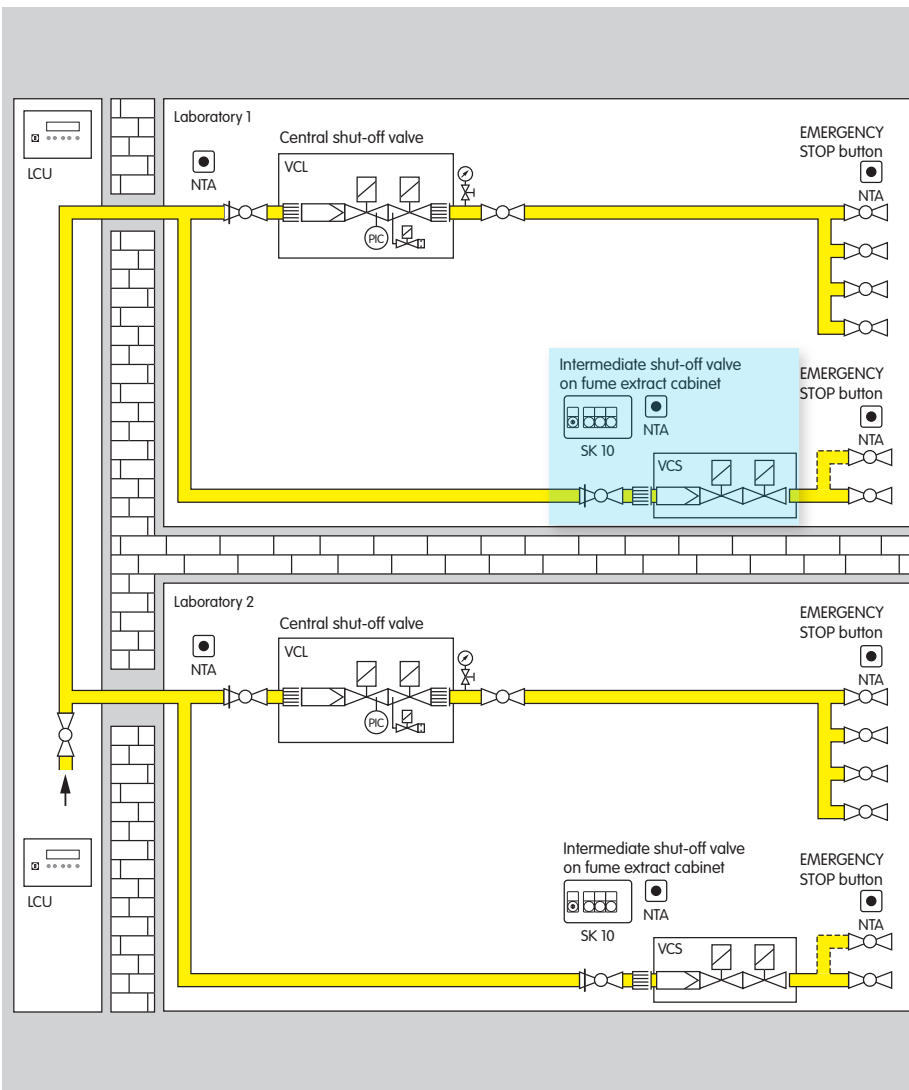 LCU
Laboratory 1
NTA
Central shut-off valve
VCL
PIC
EMERGENCY
STOP button
NTA
Intermediate shut-off valve
on fume extract cabinet
SK 10
NTA
VCS
EMERGENCY
STOP button
NTA
Laboratory 2
NTA
Central shut-off valve
VCL
PIC
EMERGENCY
STOP button
NTA
LCU
Intermediate shut-off valve
on fume extract cabinet
SK 10
NTA
VCS
EMERGENCY
STOP button
NTA